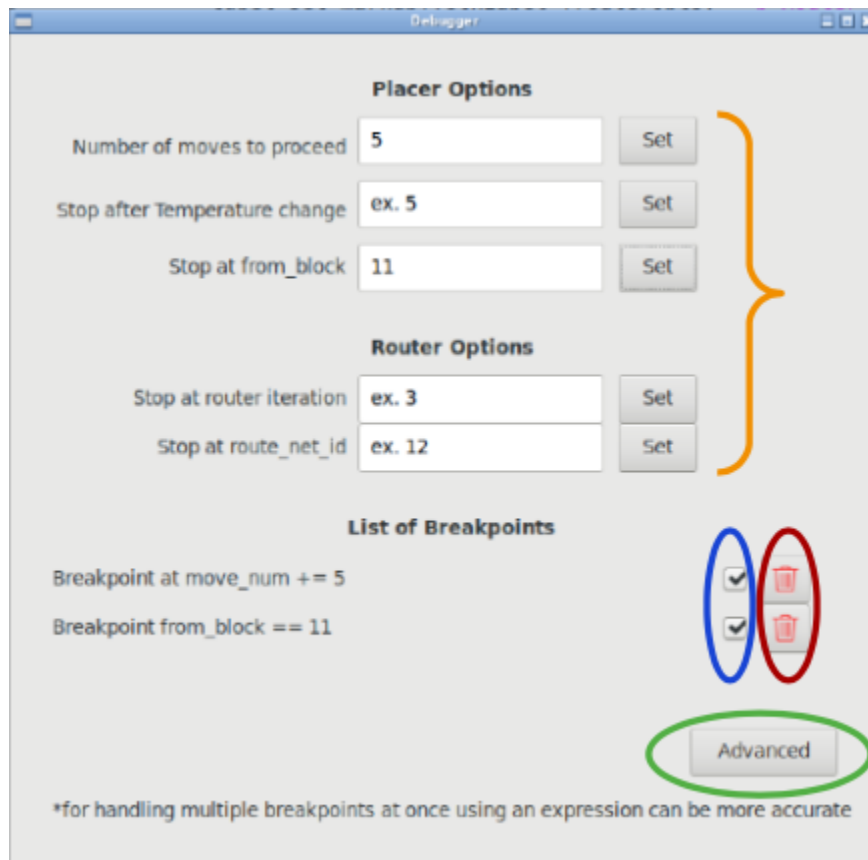 Debugger
Placer Options
Number of moves to proceed 5 Set
Stop after Temperature change ex. 5 Set
Stop at from_block 11 Set
Router Options
Stop at router iteration ex. 3 Set
Stop at route_net_id ex. 12 Set
List of Breakpoints
Breakpoint at move_num += 5
Breakpoint from_block == 11
Advanced
*for handling multiple breakpoints at once using an expression can be more accurate